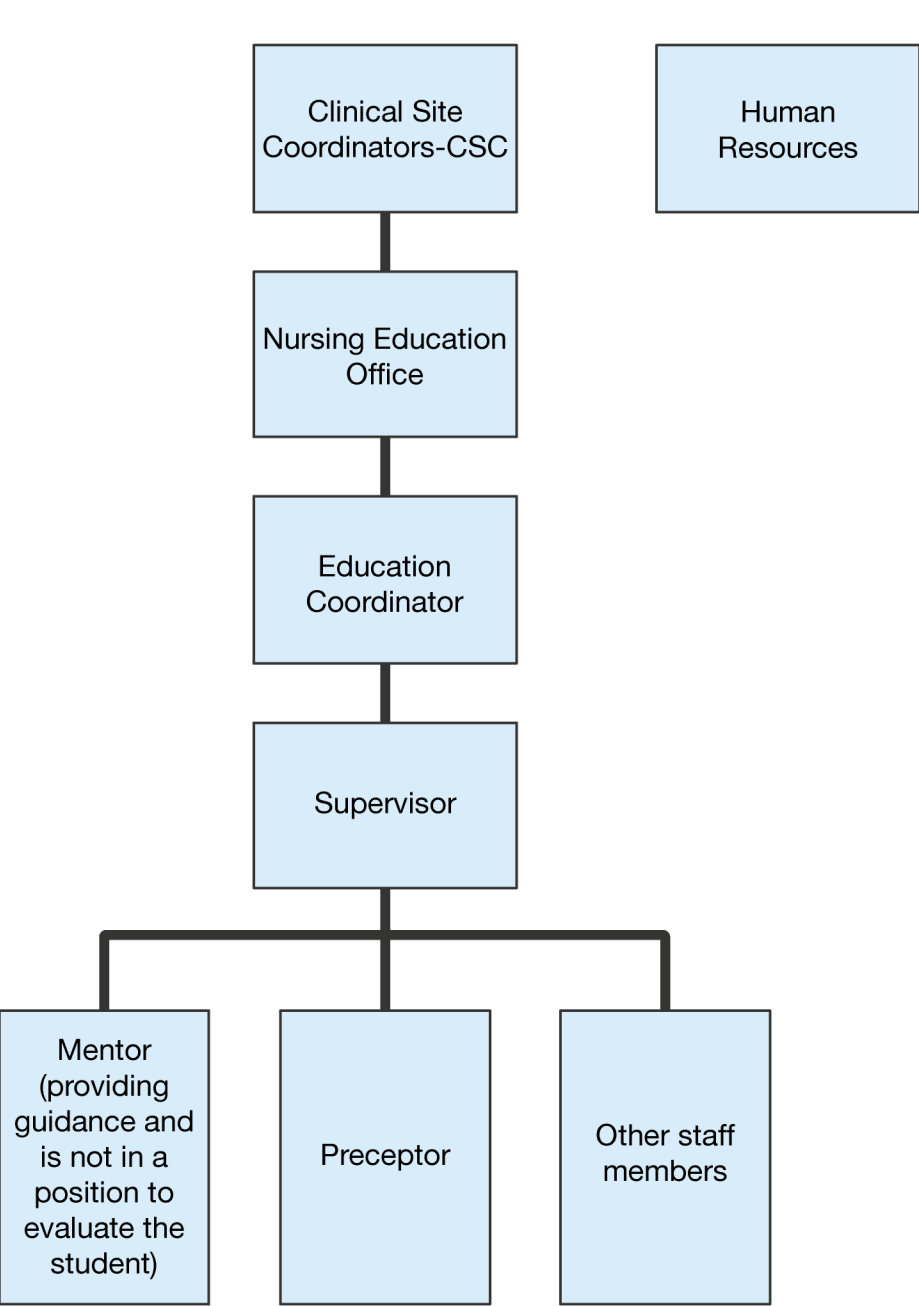 Clinical Site
Coordinators-CSC
Human
Resources
Nursing Education
Office
Education
Coordinator
Supervisor
Mentor
(providing
guidance and
is not in a
position to
evaluate the
student)
Preceptor
Other staff
members